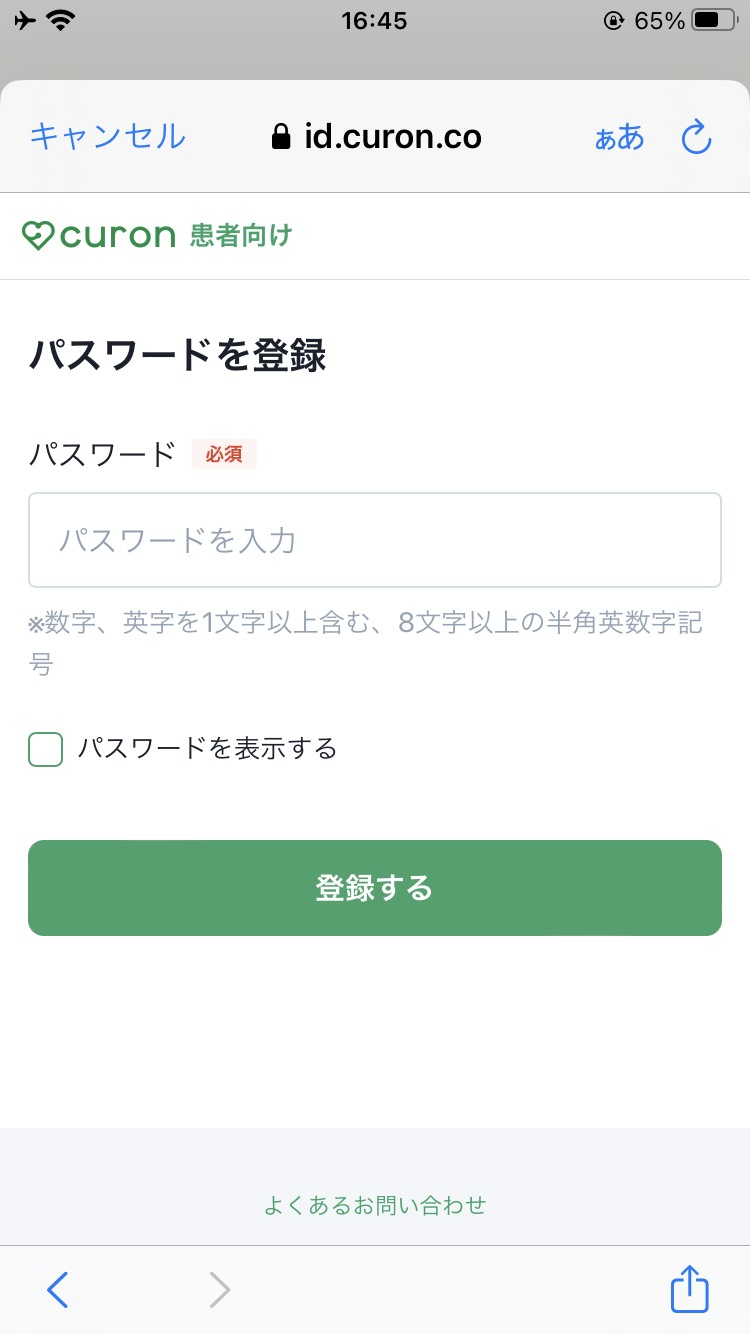 16:45
65%
キャンセル
id.curon.co
ぁあ
curon 患者向け
パスワードを登録
パスワード 必須
パスワードを入力
※数字、英字を1文字以上含む、8文字以上の半角英数字記
号
パスワードを表示する
登録する
よくあるお問い合わせ